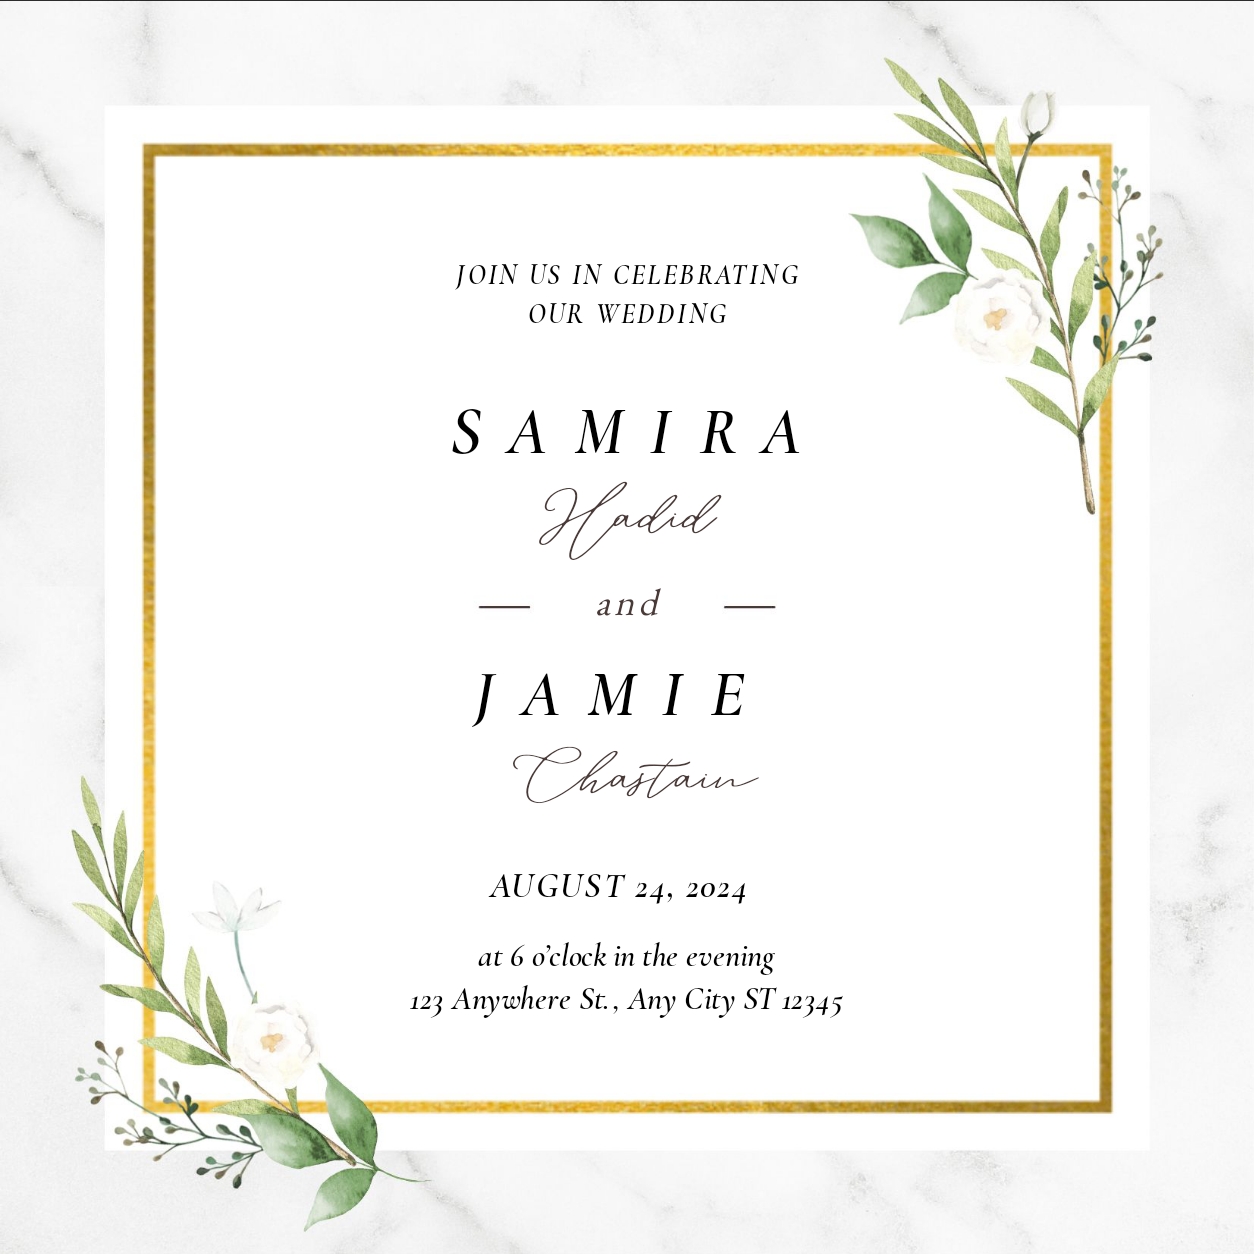 JOIN US IN CELEBRATING
OUR WEDDING
SAMIRA
Hadid
and
JAMIE
Chastain
AUGUST 24, 2024
at 6 o’clock in the evening
123 Anywhere St., Any City ST 12345